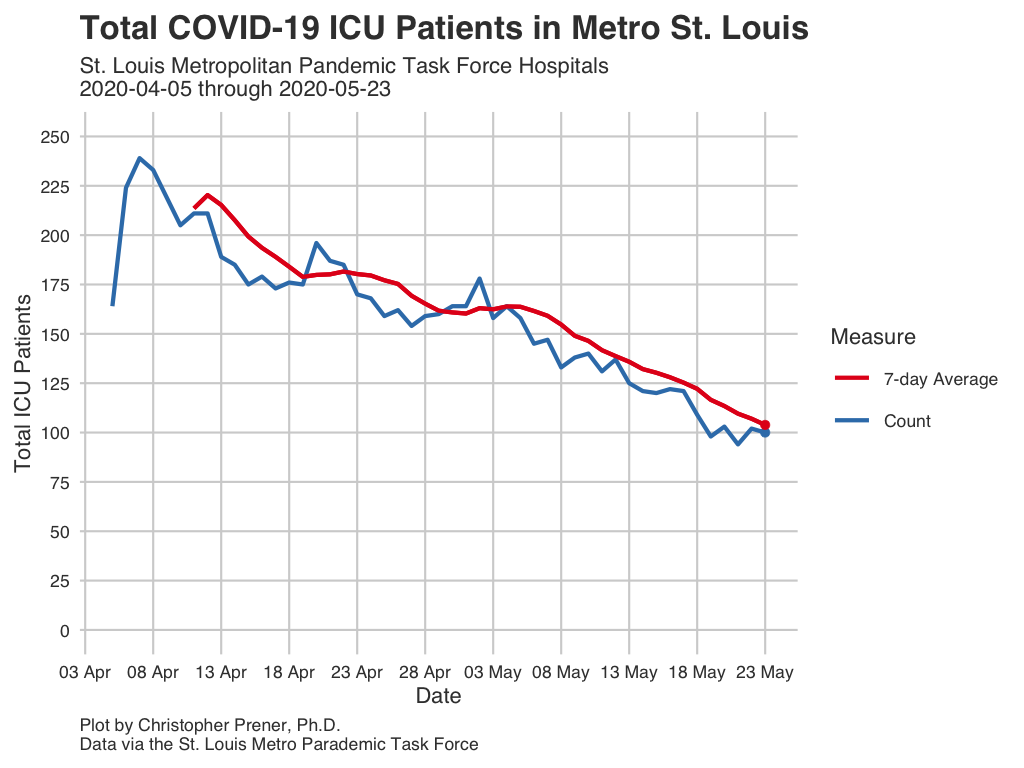 Total COVID-19 ICU Patients in Metro St. Louis
St. Louis Metropolitan Pandemic Task Force Hospitals
2020-04-05 through 2020-05-23
Total ICU Patients
250
225
200
175
150
125
100
75
50
25
0
03 Apr 08 Apr 13 Apr 18 Apr 23 Apr 28 Apr 03 May 08 May 13 May 18 May 23 May
Date
Measure
7-day Average
Count
Plot by Christopher Prener, Ph.D.
Data via the St. Louis Metro Parademic Task Force